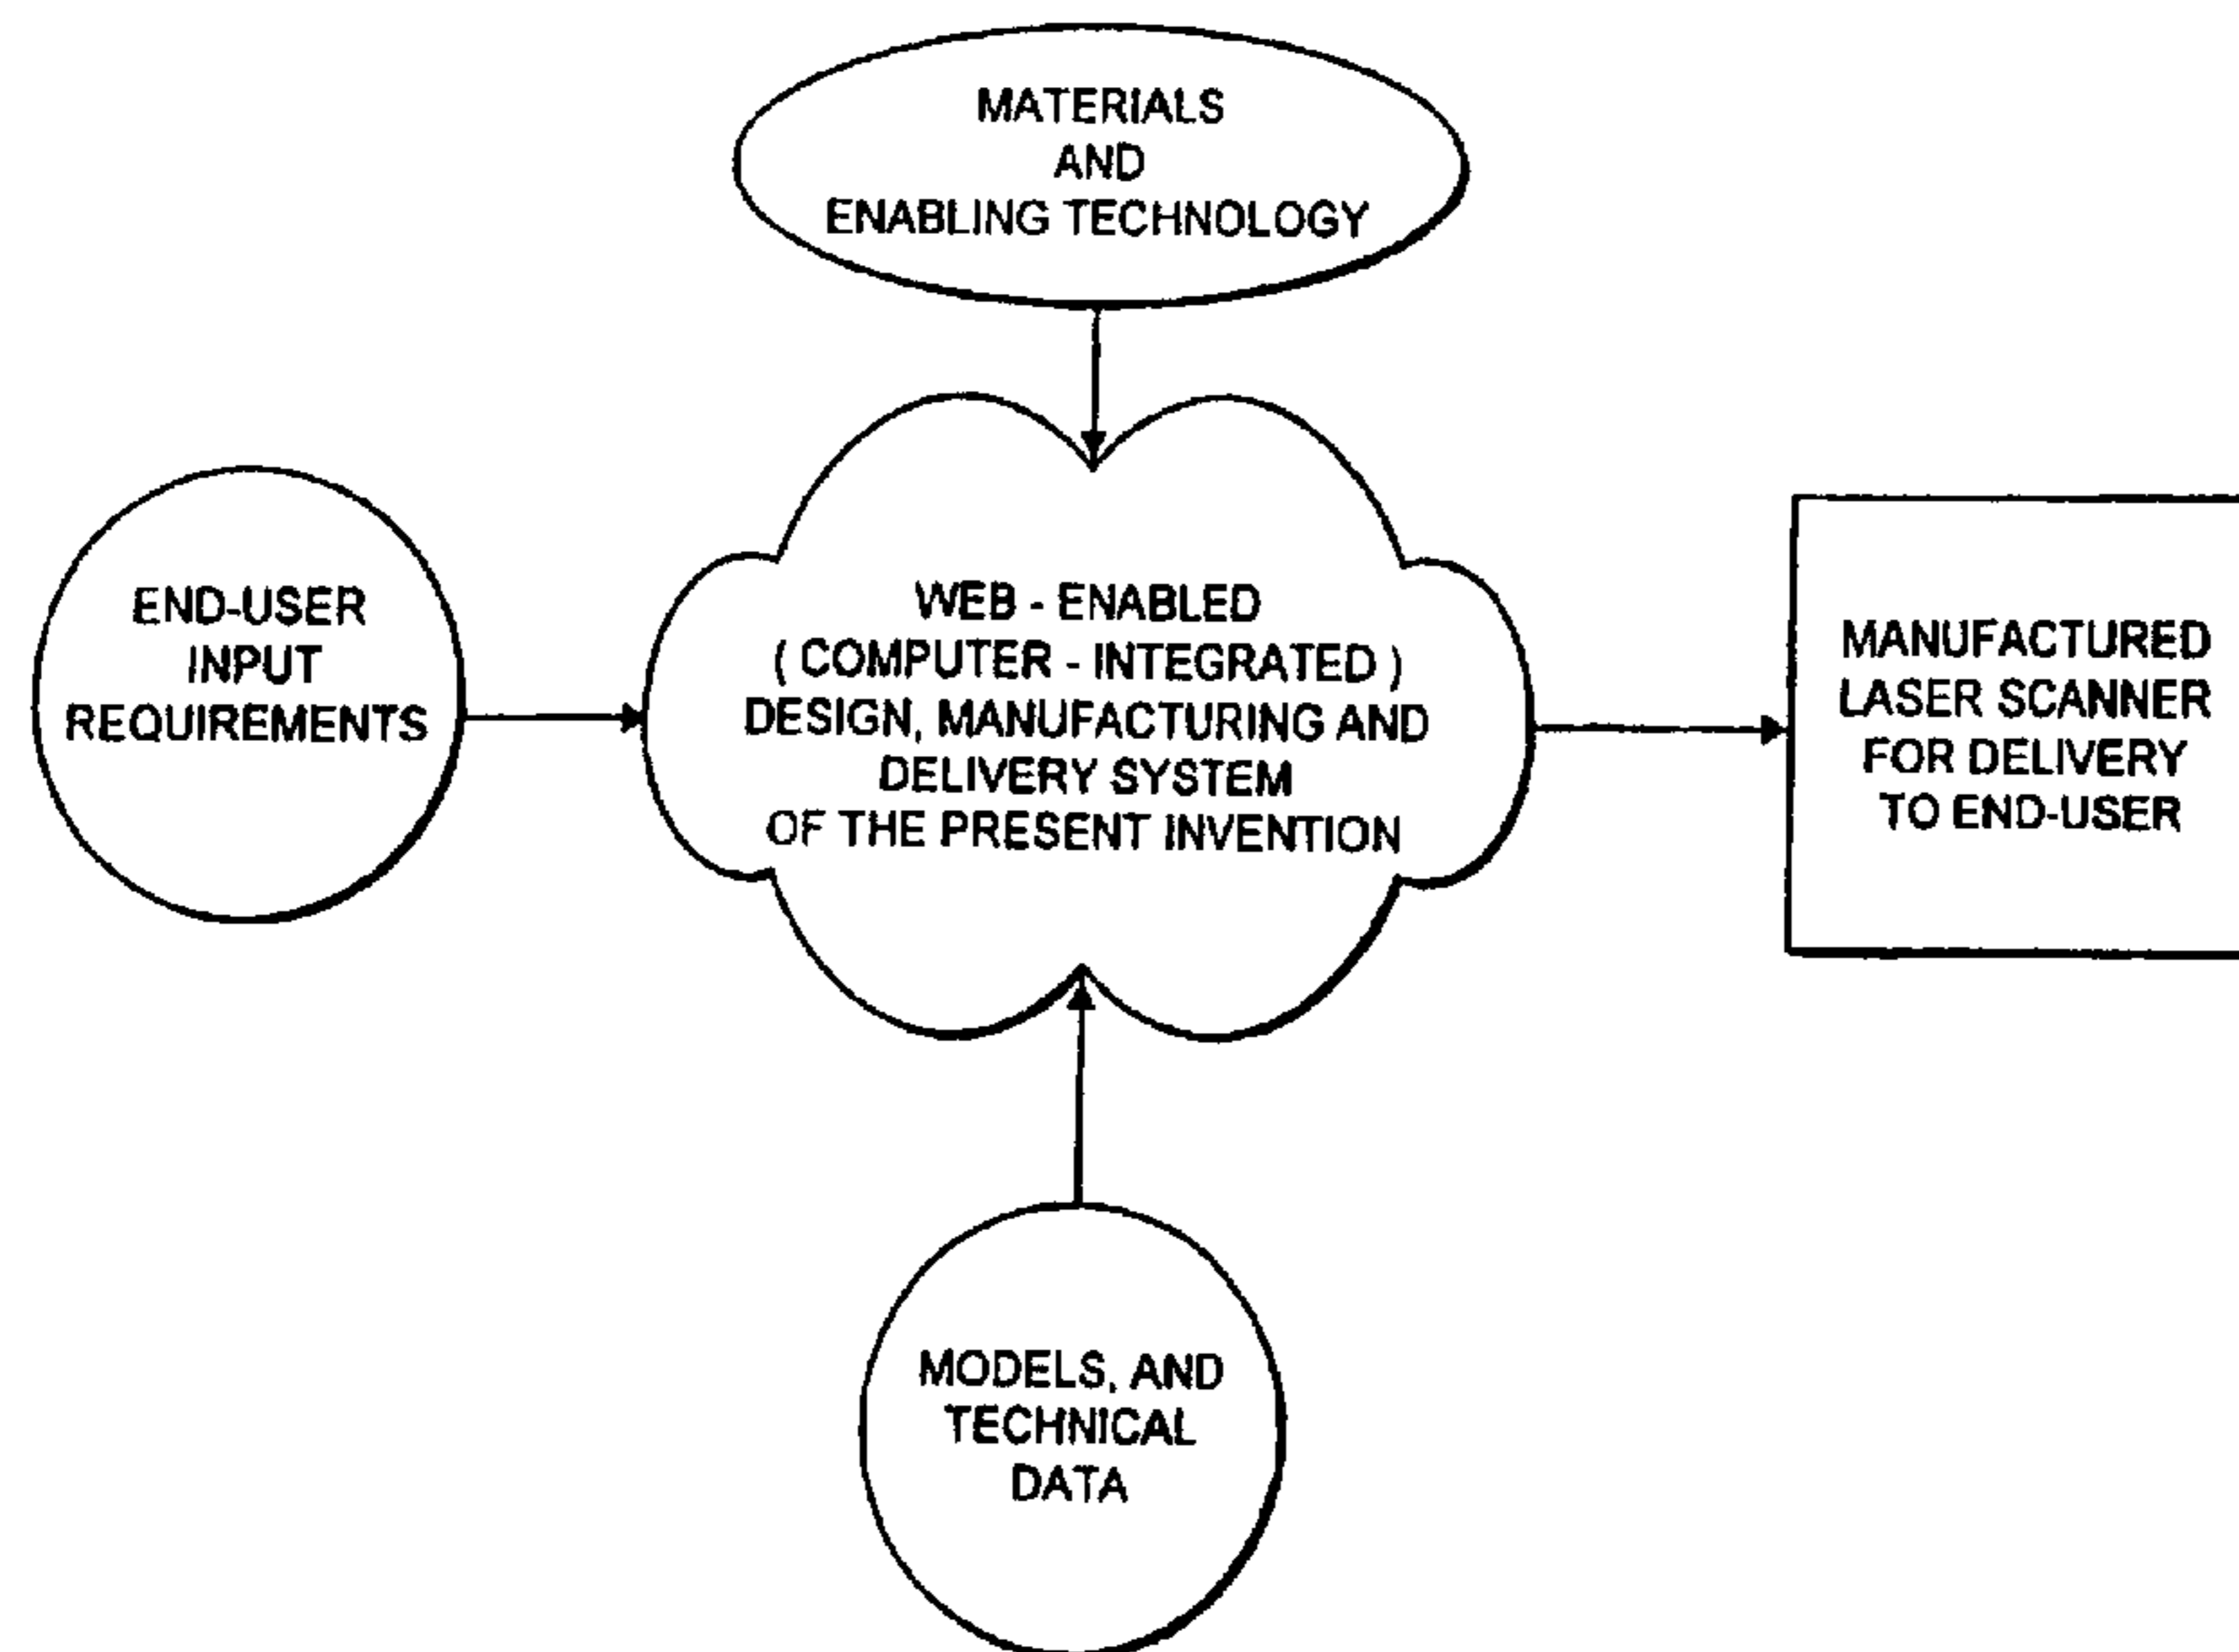 MATERIALS
AND
ENABLING TECHNOLOGY
END-USER
INPUT
REQUIREMENTS
WEB - ENABLED
( COMPUTER - INTEGRATED )
DESIGN, MANUFACTURING AND
DELIVERY SYSTEM
OF THE PRESENT INVENTION
MANUFACTURED
LASER SCANNER
FOR DELIVERY
TO END-USER
MODELS, AND
TECHNICAL
DATA